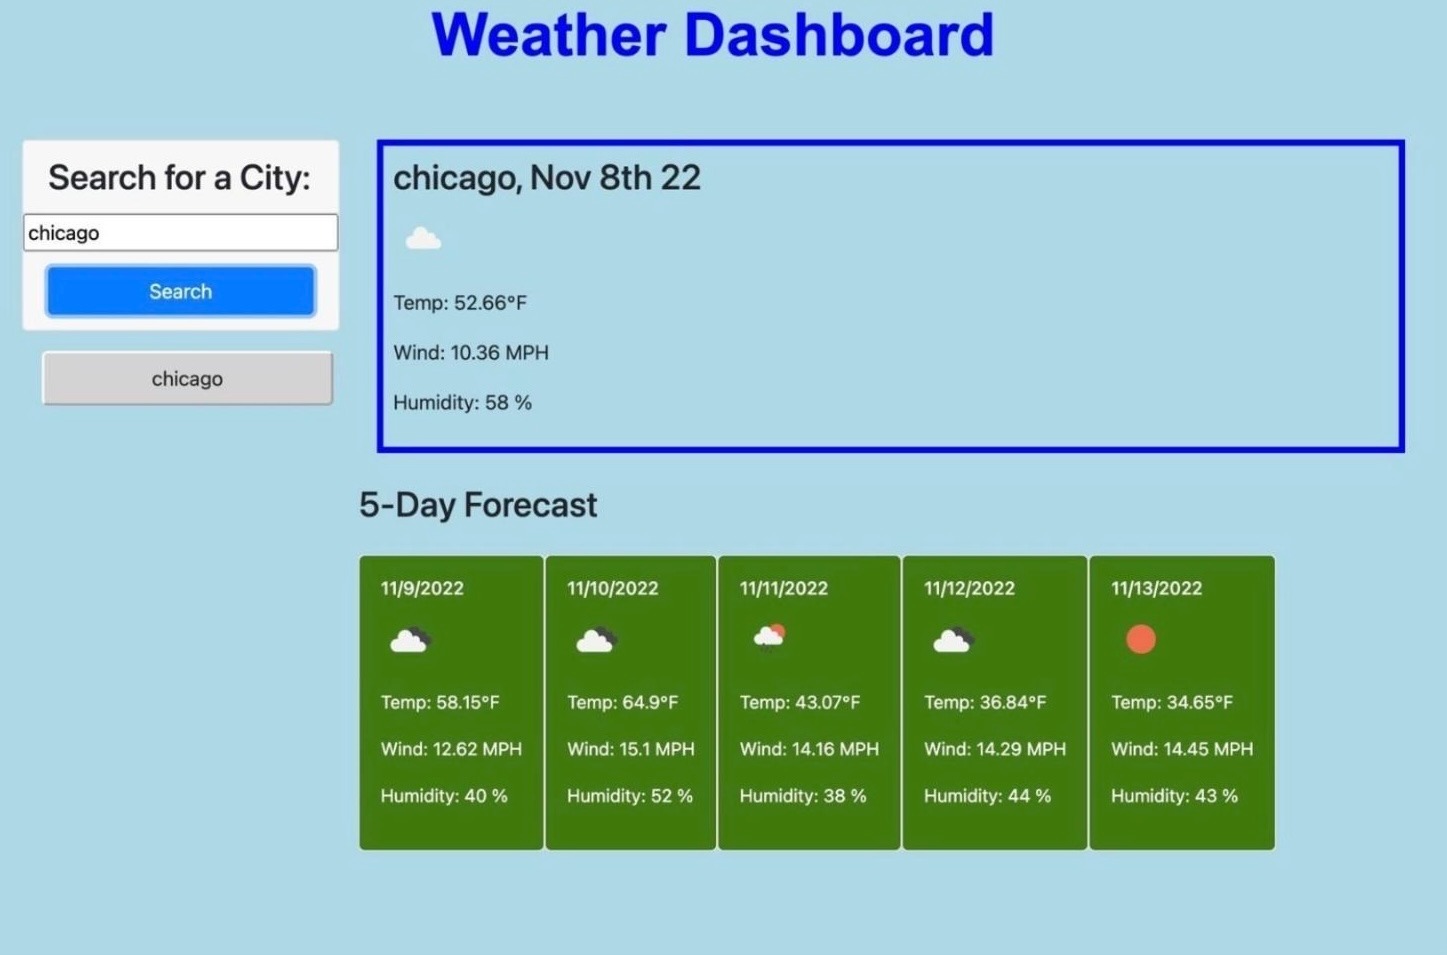 Weather Dashboard
Search for a City:
chicago
Search
chicago
chicago, Nov 8th 22
Temp: 52.66°F
Wind: 10.36 MPH
Humidity: 58 %
5-Day Forecast
11/9/2022
Temp: 58.15°F
Wind: 12.62 MPH
Humidity: 40 %
11/10/2022
Temp: 64.9°F
Wind: 15.1 MPH
Humidity: 52 %
11/11/2022
Temp: 43.07°F
Wind: 14.16 MPH
Humidity: 38 %
11/12/2022
Temp: 36.84°F
Wind: 14.29 MPH
Humidity: 44 %
11/13/2022
Temp: 34.65°F
Wind: 14.45 MPH
Humidity: 43 %